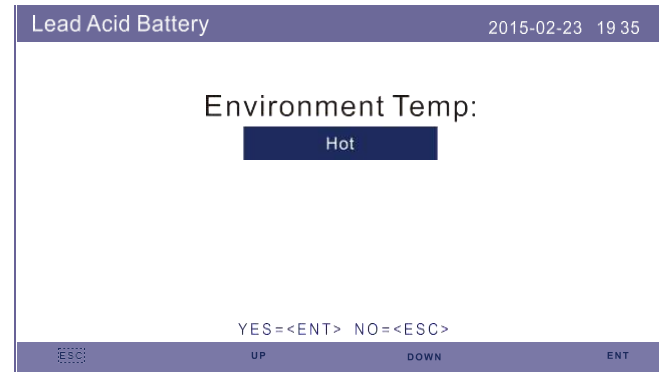 Lead Acid Battery 2015-02-23 19 35
Environment Temp:
Hot
YES=<ENT> NO=<ESC>
ESC UP DOWN ENT